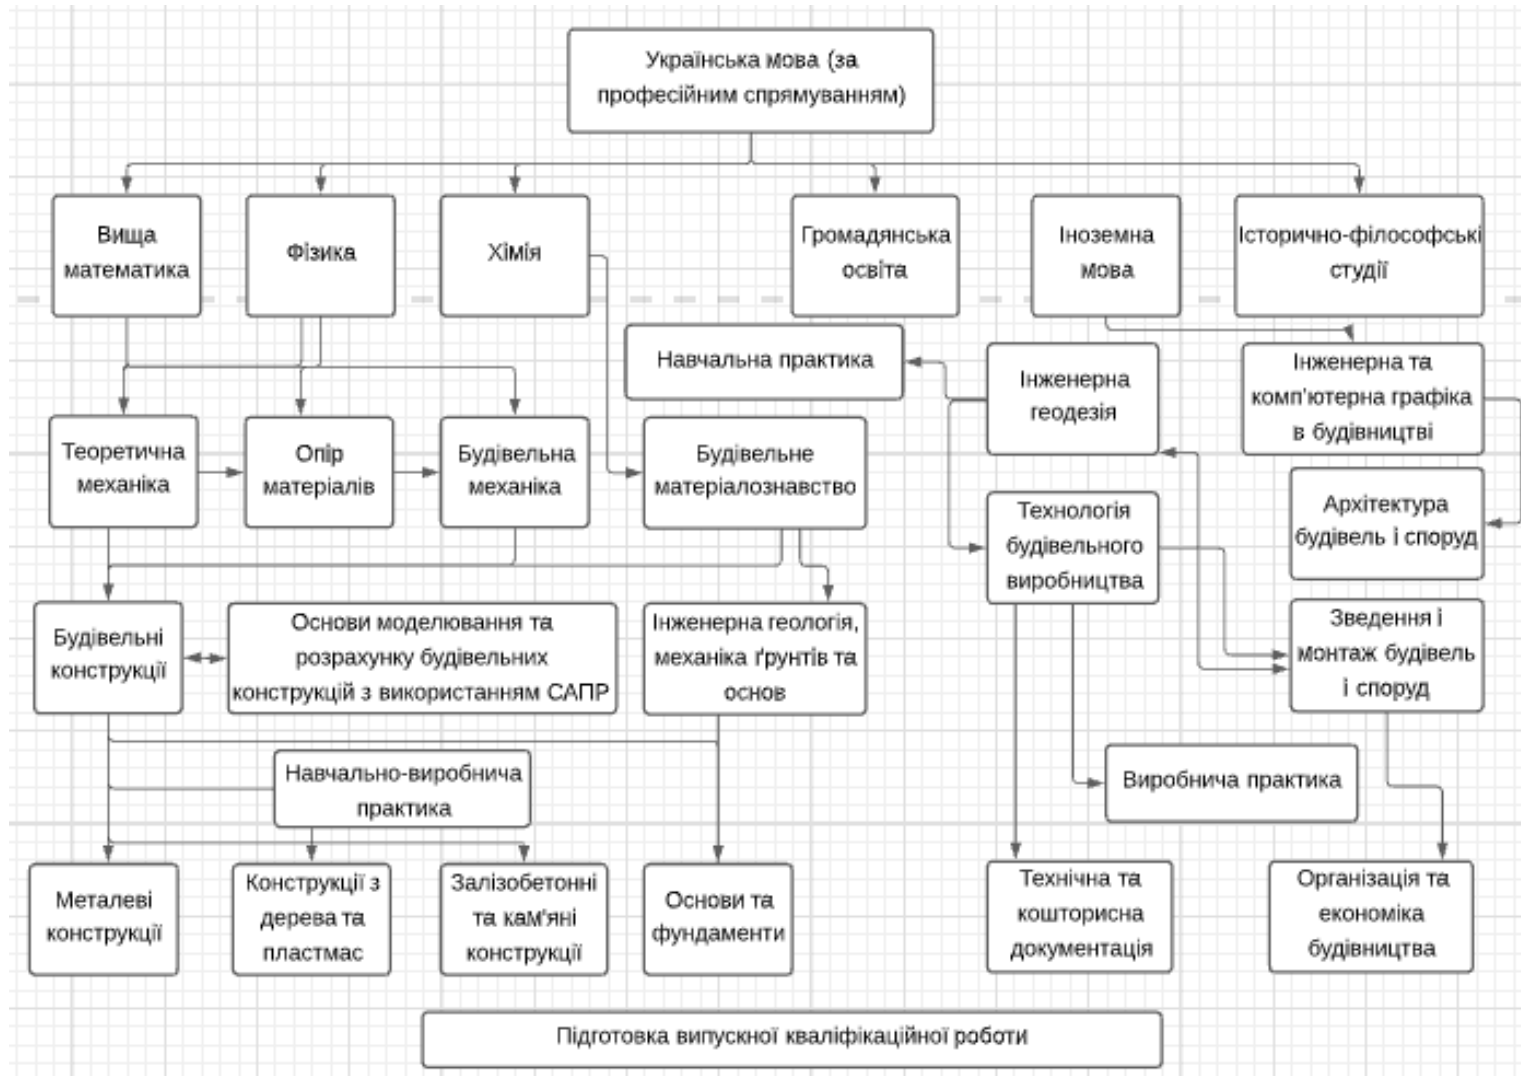 Українська мова (за
професійним спрямуванням)
Вища
математика
Фізика
Хімія
Громадянська
освіта
Іноземна
мова
Історично-філософські
студії
Навчальна практика
Інженерна
геодезія
Інженерна та
комп'ютерна графіка
в будівництві
Теоретична
механіка
Опір
матеріалів
Будівельна
механіка
Будівельне
матеріалознавство
Технологія
будівельного
виробництва
Архітектура
будівель і споруд
Будівельні
конструкції
Основи моделювання та
розрахунку будівельних
конструкцій з використанням САПР
Інженерна геологія,
механіка ґрунтів та
основ
Зведення і
монтаж будівель
і споруд
Навчально-виробнича
практика
Виробнича практика
Металеві
конструкції
Конструкції з
дерева та
пластмас
Залізобетонні
та кам'яні
конструкції
Основи та
фундаменти
Технічна та
кошторисна
документація
Організація та
економіка
будівництва
Підготовка випускної кваліфікаційної роботи